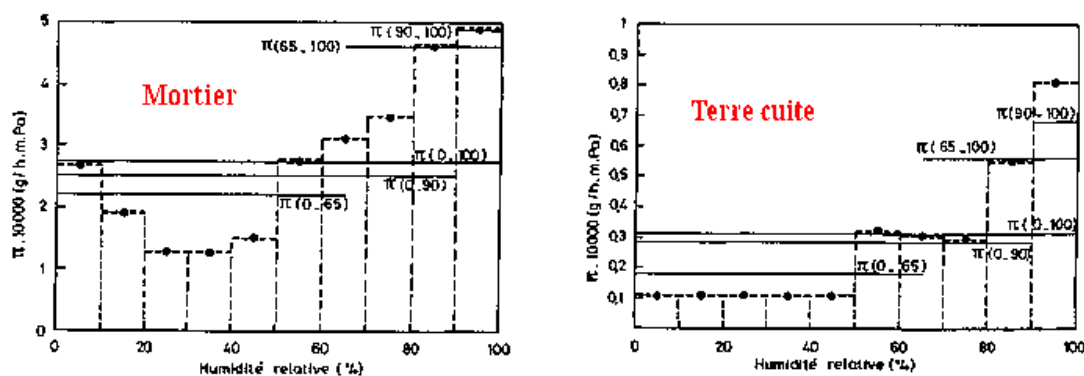 π . 10000 (g/h.m.Pa)
5
4
3
2
1
0
Mortier
π(90_100)
π(65_100)
π(0_100)
π(0_90)
π(0_65)
0 20 40 60 80 100
Humidité relative (%)
π . 10000 (g/h.m.Pa)
1
0,9
0,8
0,7
0,6
0,5
0,4
0,3
0,2
0,1
Terre cuite
π(90_100)
π(65_100)
π(0_100)
π(0_90)
π(0_65)
0 20 40 60 80 100
Humidité relative (%)